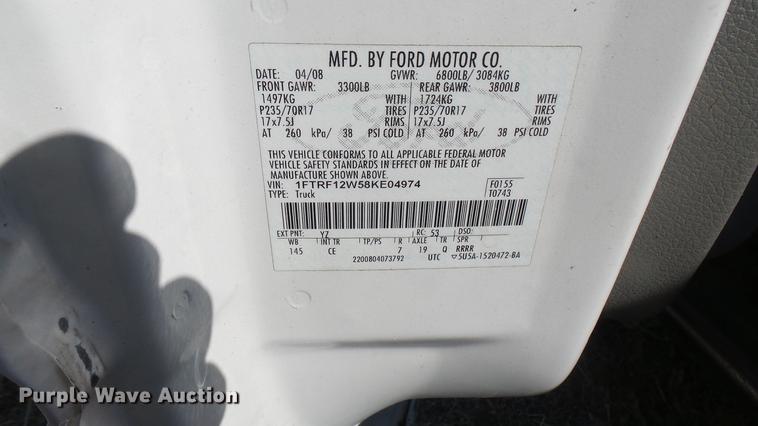 MFD. BY FORD MOTOR CO.
DATE: 04/08 GVWR: 6800LB/ 3084KG
FRONT GAWR: 3300LB REAR GAWR: 3800LB
1497KG WITH 1724KG WITH
P235/70R17 TIRES P235/70R17 TIRES
17x7.5J RIMS 17x7.5J RIMS
AT 260 kPa/ 38 PSI COLD AT 260 kPa/ 38 PSI COLD
THIS VEHICLE CONFORMS TO ALL APPLICABLE FEDERAL MOTOR
VEHICLE SAFETY STANDARDS IN EFFECT ON THE DATE OF
MANUFACTURE SHOWN ABOVE.
VIN: 1FTRF12W58KE04974 F0155
TYPE: Truck T0743
EXT PNT: YZ RC: 53 DSO:
WB INT TR TP/PS R AXLE TR SPR
145 CE 7 19 Q RRRR
2200804073792 UTC ▽5U5A-1520472-BA
Ford
Purple Wave Auction